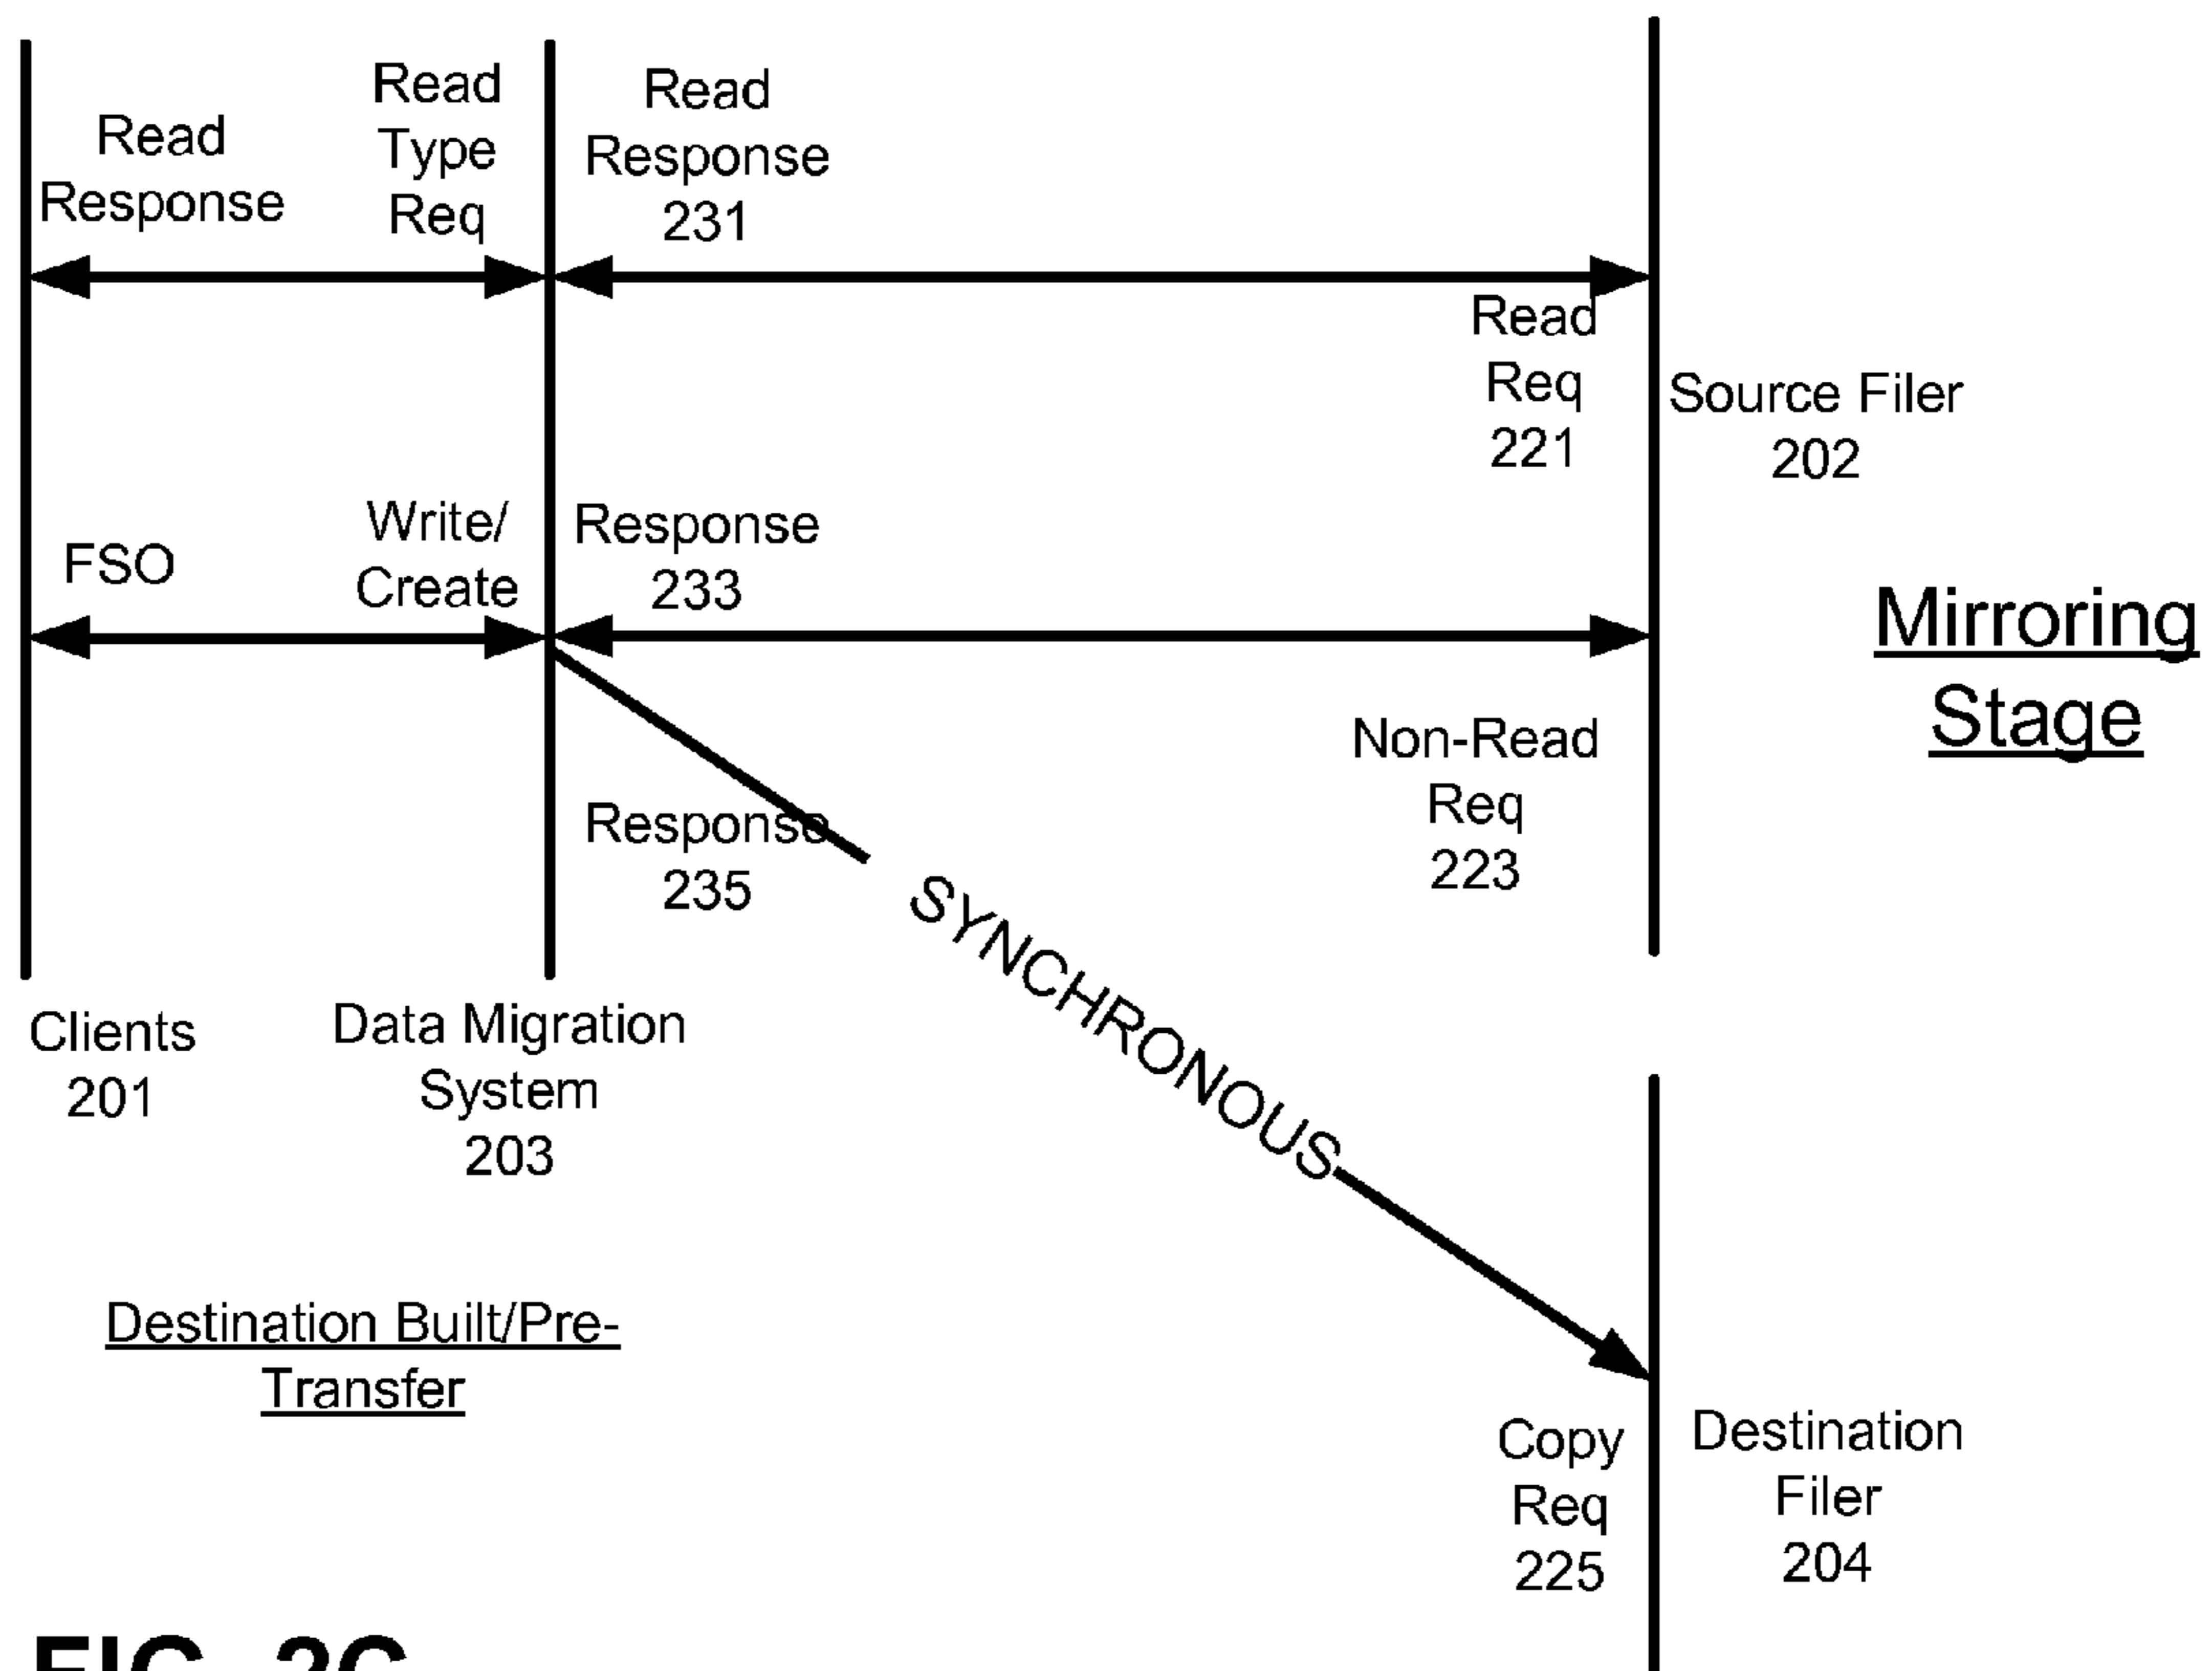 Read
Response
Read
Type
Req
Read
Response
231
Read
Req
221
Source Filer
202
FSO
Write/
Create
Response
233
Mirroring
Stage
Non-Read
Req
223
Response
235
SYNCHRONOUS
Clients
201
Data Migration
System
203
Destination Built/Pre-
Transfer
Copy
Req
225
Destination
Filer
204
FIG. 2C